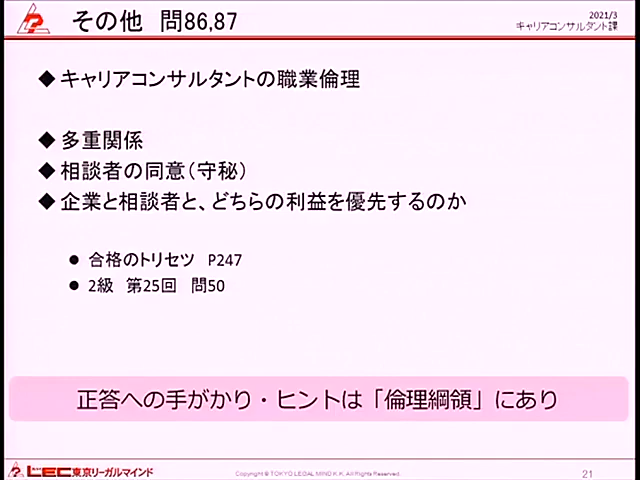 その他 問86,87
2021/3
キャリアコンサルタント課
◆ キャリアコンサルタントの職業倫理
◆ 多重関係
◆ 相談者の同意(守秘)
◆ 企業と相談者と、どちらの利益を優先するのか
● 合格のトリセツ P247
● 2級 第25回 問50
正答への手がかり・ヒントは「倫理綱領」にあり
LEC東京リーガルマインド
Copyright © TOKYO LEGAL MIND K.K. All Rights Reserved.
21